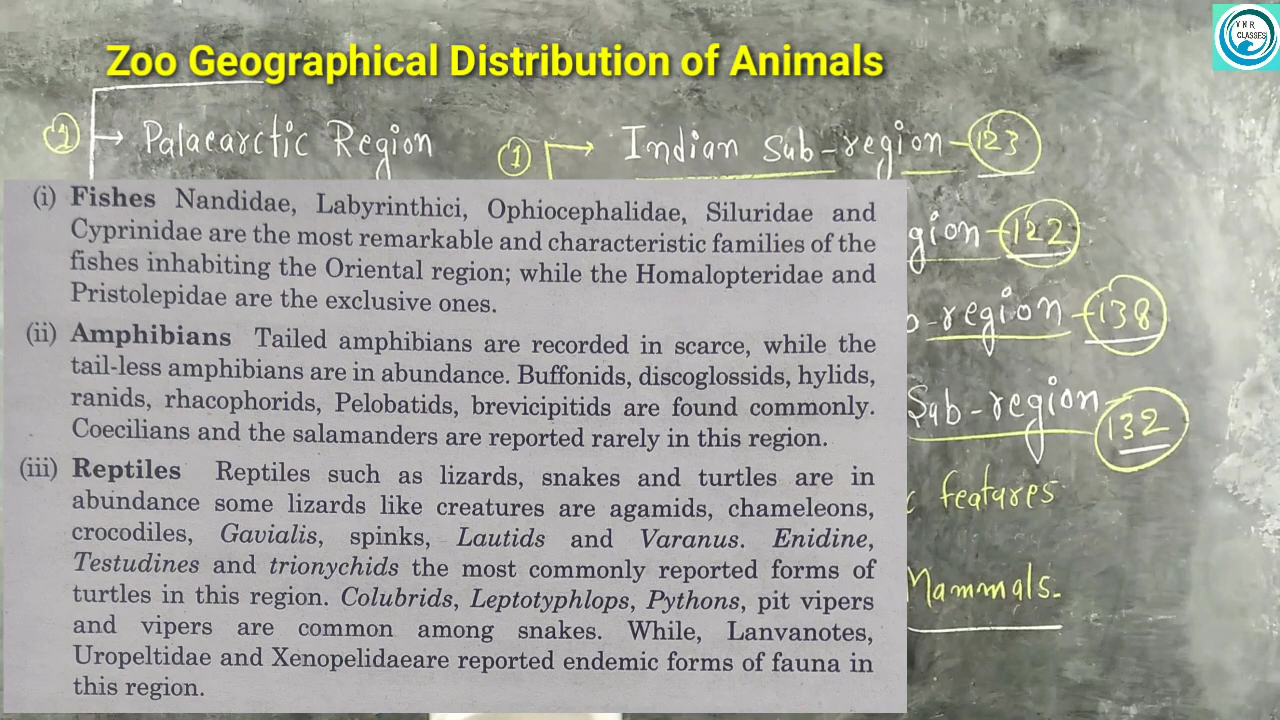 Zoo Geographical Distribution of Animals
VNR
CLASSES
1 → Palaearctic Region
1 → Indian Sub-region - 123
(i) Fishes Nandidae, Labyrinthici, Ophiocephalidae, Siluridae and
Cyprinidae are the most remarkable and characteristic families of the
fishes inhabiting the Oriental region; while the Homalopteridae and
Pristolepidae are the exclusive ones.
(ii) Amphibians Tailed amphibians are recorded in scarce, while the
tail-less amphibians are in abundance. Buffonids, discoglossids, hylids,
ranids, rhacophorids, Pelobatids, brevicipitids are found commonly.
Coecilians and the salamanders are reported rarely in this region.
(iii) Reptiles Reptiles such as lizards, snakes and turtles are in
abundance some lizards like creatures are agamids, chameleons,
crocodiles, Gavialis, spinks, Lautids and Varanus. Enidine,
Testudines and trionychids the most commonly reported forms of
turtles in this region. Colubrids, Leptotyphlops, Pythons, pit vipers
and vipers are common among snakes. While, Lanvanotes,
Uropeltidae and Xenopelidaeare reported endemic forms of fauna in
this region.
gion - 122
b-region - 138
Sub-region - 132
c features
Mammals.